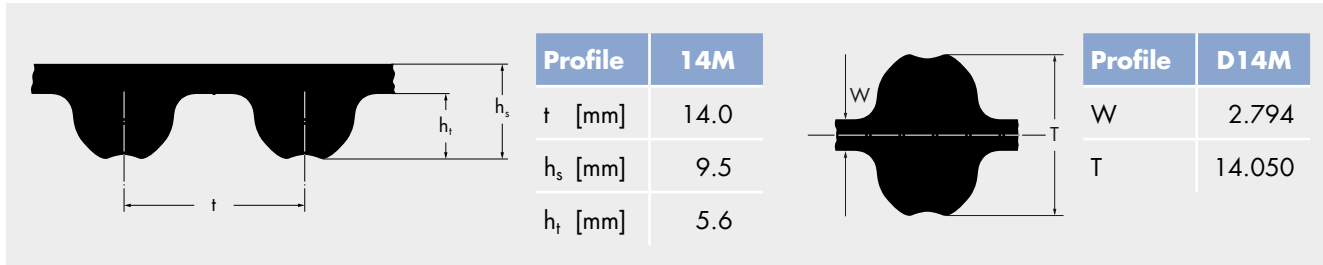 t
hₜ
hₛ
Profile 14M
t [mm] 14.0
hₛ [mm] 9.5
hₜ [mm] 5.6
W
T
Profile D14M
W 2.794
T 14.050